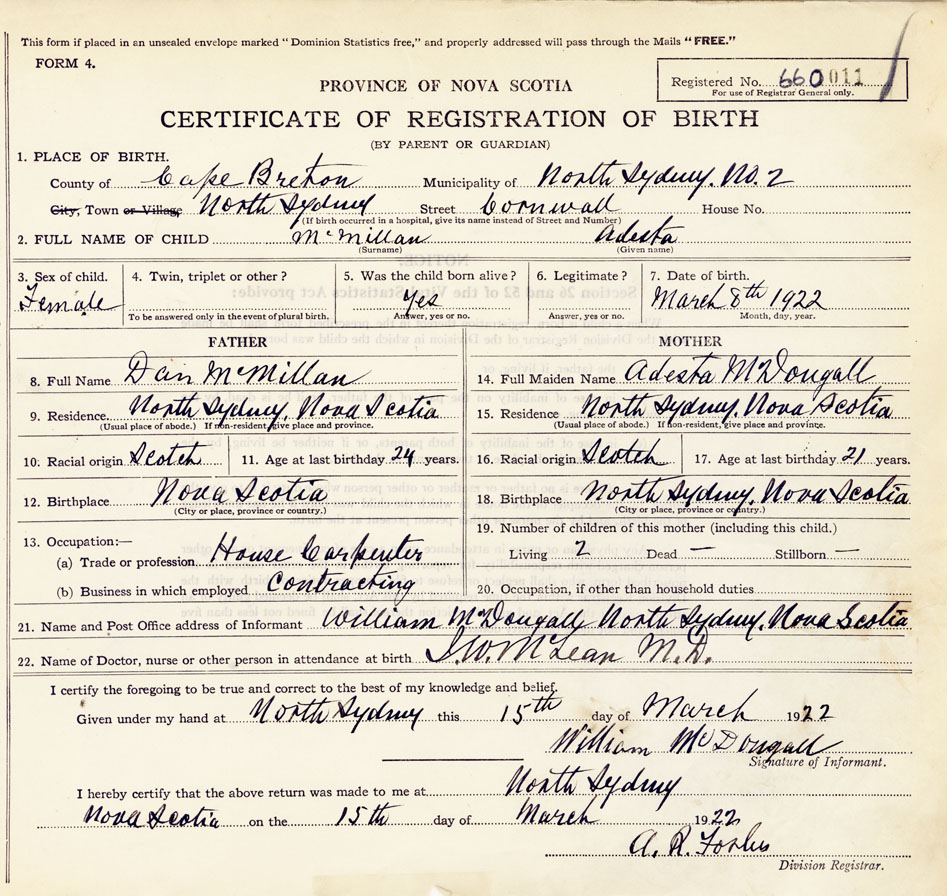 This form if placed in an unsealed envelope marked "Dominion Statistics free," and properly addressed will pass through the Mails "FREE."
FORM 4.
Registered No. 660011
For use of Registrar General only.
PROVINCE OF NOVA SCOTIA
CERTIFICATE OF REGISTRATION OF BIRTH
(BY PARENT OR GUARDIAN)
1. PLACE OF BIRTH.
County of Cape Breton Municipality of North Sydney. No. 2
City, Town or Village North Sydney Street Cornwall House No.
(If birth occurred in a hospital, give its name instead of Street and Number)
2. FULL NAME OF CHILD McMillan Adesta
(Surname) (Given name)
3. Sex of child. 4. Twin, triplet or other? 5. Was the child born alive? 6. Legitimate? 7. Date of birth.
Female Yes March 8th 1922
To be answered only in the event of plural birth. Answer, yes or no. Answer, yes or no. Month, day, year.
FATHER MOTHER
8. Full Name Dan McMillan 14. Full Maiden Name Adesta McDougall
9. Residence. North Sydney, Nova Scotia 15. Residence North Sydney, Nova Scotia
(Usual place of abode.) If non-resident, give place and province. (Usual place of abode.) If non-resident, give place and province.
10. Racial origin Scotch 11. Age at last birthday 24 years. 16. Racial origin Scotch 17. Age at last birthday 21 years.
12. Birthplace Nova Scotia 18. Birthplace North Sydney, Nova Scotia
(City or place, province or country.) (City or place, province or country.)
13. Occupation:— 19. Number of children of this mother (including this child.)
(a) Trade or profession House Carpenter Living 2 Dead — Stillborn —
(b) Business in which employed Contracting 20. Occupation, if other than household duties
21. Name and Post Office address of Informant William McDougall North Sydney, Nova Scotia
22. Name of Doctor, nurse or other person in attendance at birth McLean M.D.
I certify the foregoing to be true and correct to the best of my knowledge and belief.
Given under my hand at North Sydney this 15th day of March 1922
William McDougall
Signature of Informant.
I hereby certify that the above return was made to me at North Sydney
Nova Scotia on the 15th day of March 1922
A. R. Forbes
Division Registrar.